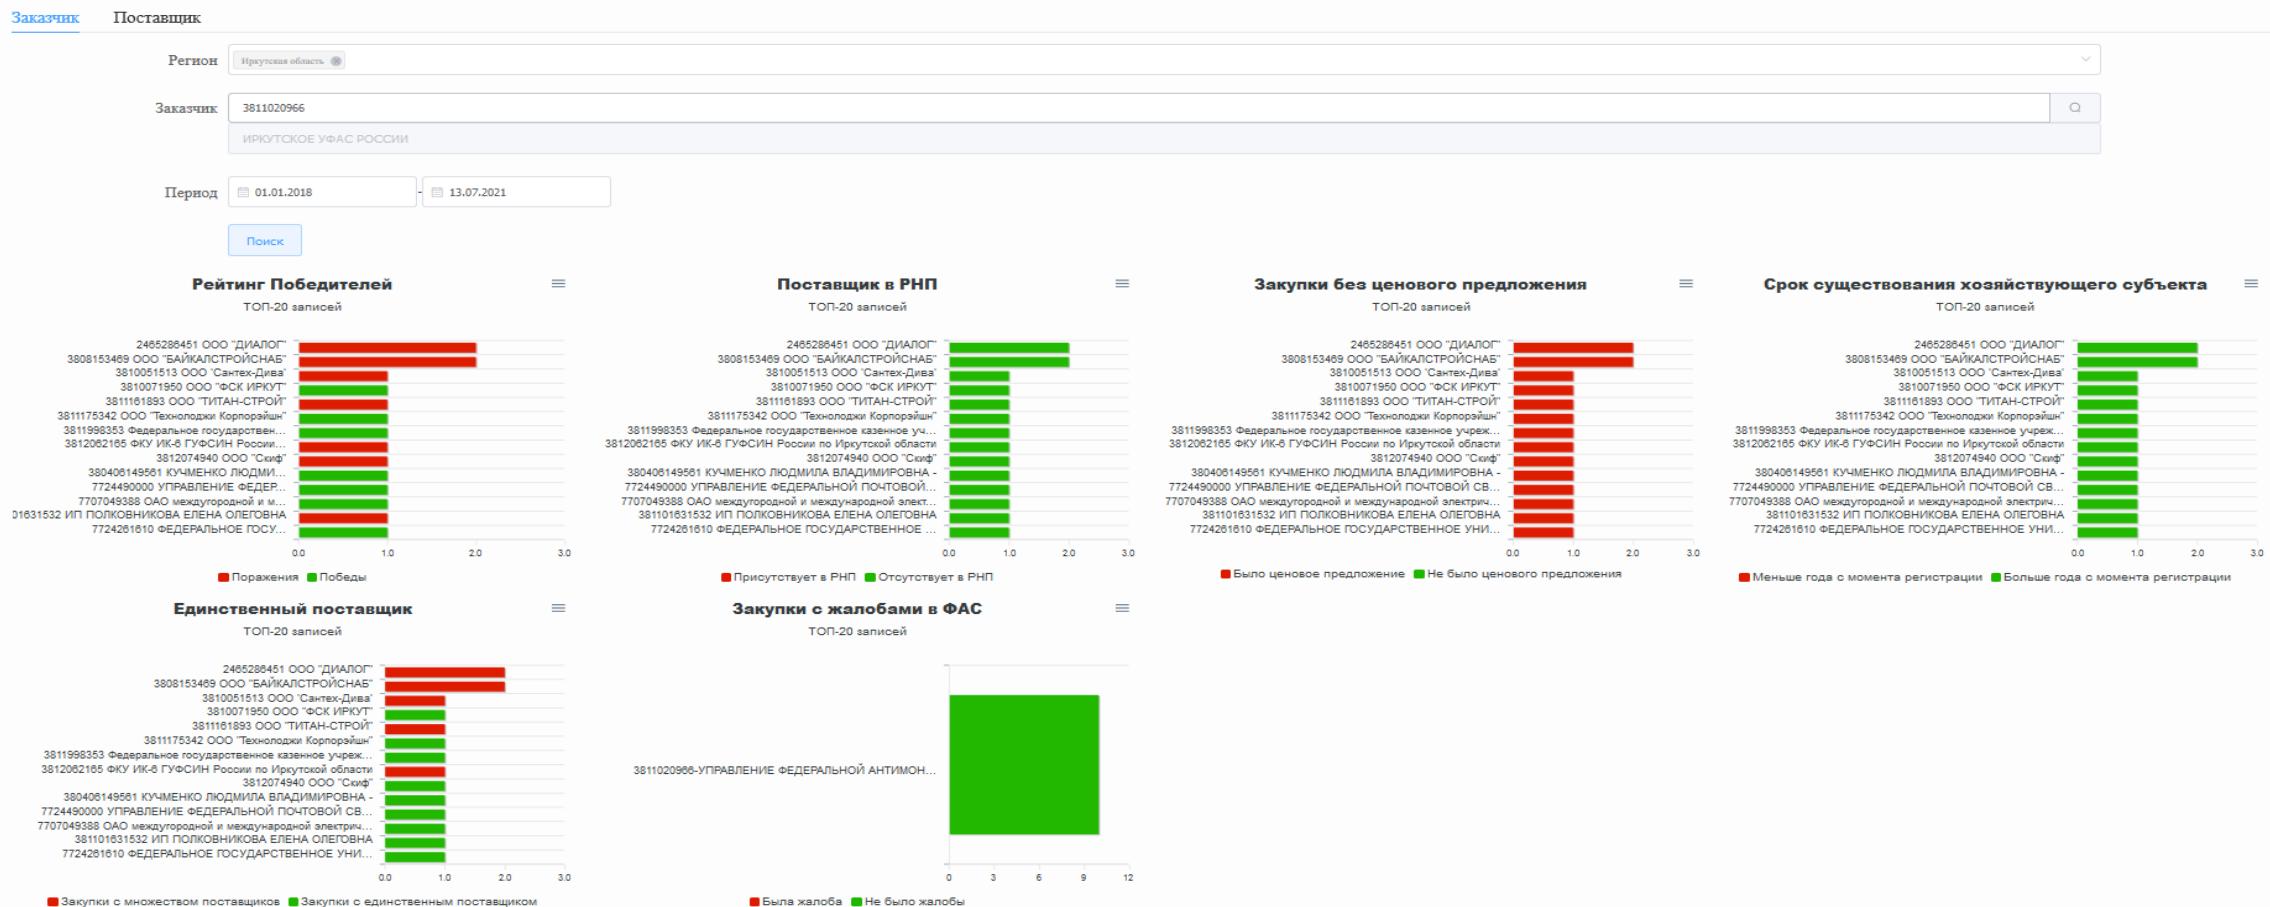 Заказчик Поставщик
Регион
Иркутская область
Заказчик
3811020966
ИРКУТСКОЕ УФАС РОССИИ
Период
01.01.2018 - 13.07.2021
Поиск
Рейтинг Победителей
ТОП-20 записей
2465286451 ООО "ДИАЛОГ"
3808153469 ООО "БАЙКАЛСТРОЙСНАБ"
3810051513 ООО 'Сантех-Дива'
3810071950 ООО "ФСК ИРКУТ"
3811161893 ООО "ТИТАН-СТРОЙ"
3811175342 ООО "Технолоджи Корпорэйшн"
3811998353 Федеральное государствен...
3812062165 ФКУ ИК-6 ГУФСИН России...
3812074940 ООО "Скиф"
380406149561 КУЧМЕНКО ЛЮДМИ...
7724490000 УПРАВЛЕНИЕ ФЕДЕР...
7707049388 ОАО междугородной и м...
01631532 ИП ПОЛКОВНИКОВА ЕЛЕНА ОЛЕГОВНА
7724261610 ФЕДЕРАЛЬНОЕ ГОСУ...
0.0 1.0 2.0 3.0
Поражения Победы
Поставщик в РНП
ТОП-20 записей
2465286451 ООО "ДИАЛОГ"
3808153469 ООО "БАЙКАЛСТРОЙСНАБ"
3810051513 ООО 'Сантех-Дива'
3810071950 ООО "ФСК ИРКУТ"
3811161893 ООО "ТИТАН-СТРОЙ"
3811175342 ООО "Технолоджи Корпорэйшн"
3811998353 Федеральное государственное казенное уч...
3812062165 ФКУ ИК-6 ГУФСИН России по Иркутской области
3812074940 ООО "Скиф"
380406149561 КУЧМЕНКО ЛЮДМИЛА ВЛАДИМИРОВНА -
7724490000 УПРАВЛЕНИЕ ФЕДЕРАЛЬНОЙ ПОЧТОВОЙ...
7707049388 ОАО междугородной и международной элект...
381101631532 ИП ПОЛКОВНИКОВА ЕЛЕНА ОЛЕГОВНА
7724261610 ФЕДЕРАЛЬНОЕ ГОСУДАРСТВЕННОЕ ...
0.0 1.0 2.0 3.0
Присутствует в РНП Отсутствует в РНП
Закупки без ценового предложения
ТОП-20 записей
2465286451 ООО "ДИАЛОГ"
3808153469 ООО "БАЙКАЛСТРОЙСНАБ"
3810051513 ООО 'Сантех-Дива'
3810071950 ООО "ФСК ИРКУТ"
3811161893 ООО "ТИТАН-СТРОЙ"
3811175342 ООО "Технолоджи Корпорэйшн"
3811998353 Федеральное государственное казенное учреж...
3812062165 ФКУ ИК-6 ГУФСИН России по Иркутской области
3812074940 ООО "Скиф"
380406149561 КУЧМЕНКО ЛЮДМИЛА ВЛАДИМИРОВНА -
7724490000 УПРАВЛЕНИЕ ФЕДЕРАЛЬНОЙ ПОЧТОВОЙ СВ...
7707049388 ОАО междугородной и международной электрич...
381101631532 ИП ПОЛКОВНИКОВА ЕЛЕНА ОЛЕГОВНА
7724261610 ФЕДЕРАЛЬНОЕ ГОСУДАРСТВЕННОЕ УНИ...
0.0 1.0 2.0 3.0
Было ценовое предложение Не было ценового предложения
Срок существования хозяйствующего субъекта
ТОП-20 записей
2465286451 ООО "ДИАЛОГ"
3808153469 ООО "БАЙКАЛСТРОЙСНАБ"
3810051513 ООО 'Сантех-Дива'
3810071950 ООО "ФСК ИРКУТ"
3811161893 ООО "ТИТАН-СТРОЙ"
3811175342 ООО "Технолоджи Корпорэйшн"
3811998353 Федеральное государственное казенное учреж...
3812062165 ФКУ ИК-6 ГУФСИН России по Иркутской области
3812074940 ООО "Скиф"
380406149561 КУЧМЕНКО ЛЮДМИЛА ВЛАДИМИРОВНА -
7724490000 УПРАВЛЕНИЕ ФЕДЕРАЛЬНОЙ ПОЧТОВОЙ СВ...
7707049388 ОАО междугородной и международной электрич...
381101631532 ИП ПОЛКОВНИКОВА ЕЛЕНА ОЛЕГОВНА
7724261610 ФЕДЕРАЛЬНОЕ ГОСУДАРСТВЕННОЕ УНИ...
0.0 1.0 2.0 3.0
Меньше года с момента регистрации Больше года с момента регистрации
Единственный поставщик
ТОП-20 записей
2465286451 ООО "ДИАЛОГ"
3808153469 ООО "БАЙКАЛСТРОЙСНАБ"
3810051513 ООО 'Сантех-Дива'
3810071950 ООО "ФСК ИРКУТ"
3811161893 ООО "ТИТАН-СТРОЙ"
3811175342 ООО "Технолоджи Корпорэйшн"
3811998353 Федеральное государственное казенное учреж...
3812062165 ФКУ ИК-6 ГУФСИН России по Иркутской области
3812074940 ООО "Скиф"
380406149561 КУЧМЕНКО ЛЮДМИЛА ВЛАДИМИРОВНА -
7724490000 УПРАВЛЕНИЕ ФЕДЕРАЛЬНОЙ ПОЧТОВОЙ СВ...
7707049388 ОАО междугородной и международной электрич...
381101631532 ИП ПОЛКОВНИКОВА ЕЛЕНА ОЛЕГОВНА
7724261610 ФЕДЕРАЛЬНОЕ ГОСУДАРСТВЕННОЕ УНИ...
0.0 1.0 2.0 3.0
Закупки с множеством поставщиков Закупки с единственным поставщиком
Закупки с жалобами в ФАС
ТОП-20 записей
3811020966-УПРАВЛЕНИЕ ФЕДЕРАЛЬНОЙ АНТИМОН...
0 3 6 9 12
Была жалоба Не было жалобы